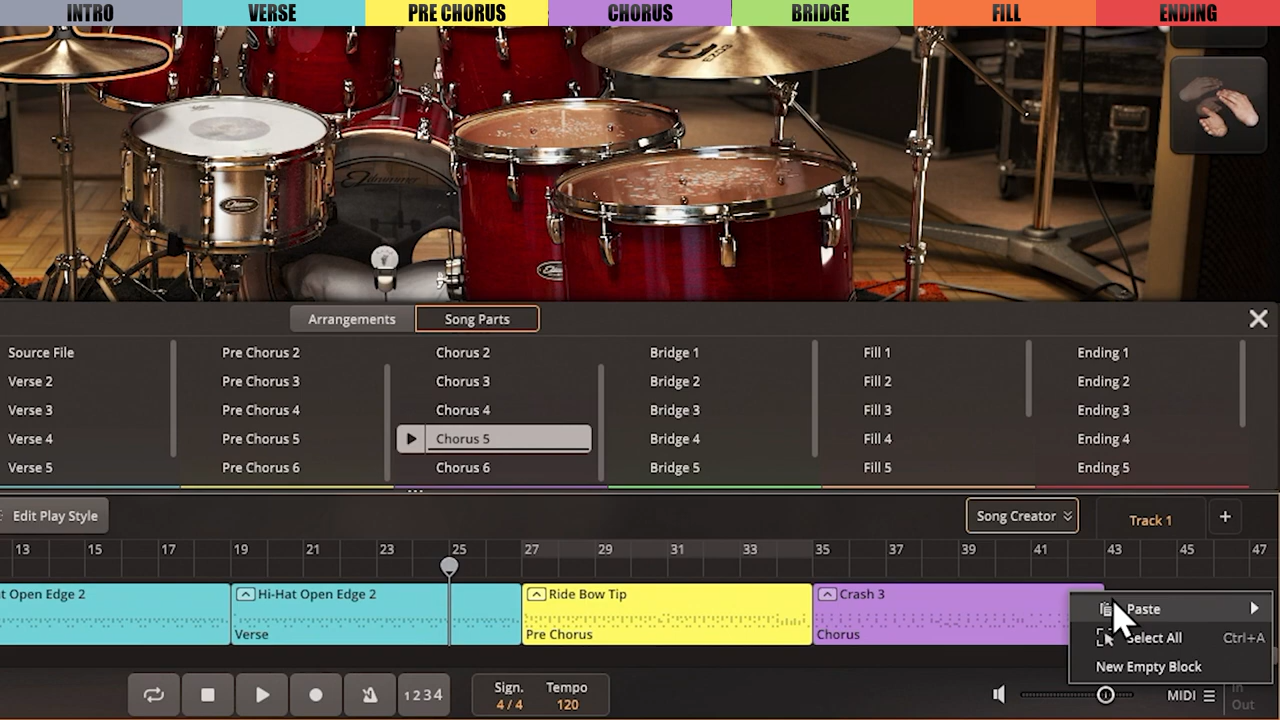 INTRO VERSE PRE CHORUS CHORUS BRIDGE FILL ENDING
Arrangements Song Parts
Source File Pre Chorus 2 Chorus 2 Bridge 1 Fill 1 Ending 1
Verse 2 Pre Chorus 3 Chorus 3 Bridge 2 Fill 2 Ending 2
Verse 3 Pre Chorus 4 Chorus 4 Bridge 3 Fill 3 Ending 3
Verse 4 Pre Chorus 5 Chorus 5 Bridge 4 Fill 4 Ending 4
Verse 5 Pre Chorus 6 Chorus 6 Bridge 5 Fill 5 Ending 5
Edit Play Style Song Creator Track 1 +
13 15 17 19 21 23 25 27 29 31 33 35 37 39 41 43 45 47
t Open Edge 2 Hi-Hat Open Edge 2 Ride Bow Tip Crash 3
Verse Pre Chorus Chorus
Paste
Select All Ctrl+A
New Empty Block
1234 Sign. Tempo MIDI In
4 / 4 120 Out